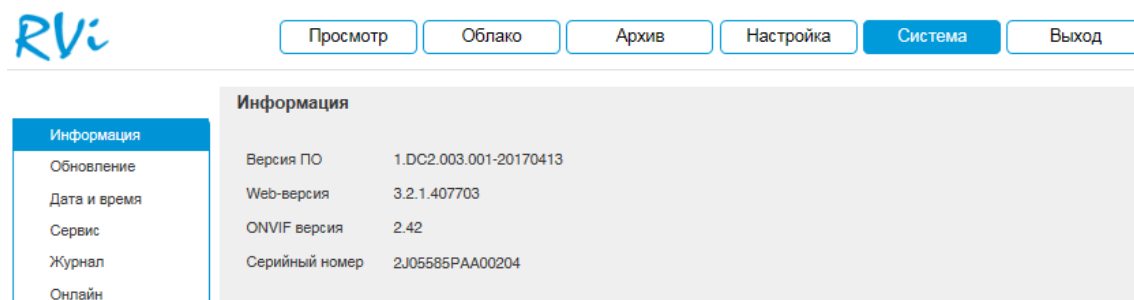 RVi
Просмотр Облако Архив Настройка Система Выход
Информация
Информация
Обновление
Дата и время
Сервис
Журнал
Онлайн
Версия ПО 1.DC2.003.001-20170413
Web-версия 3.2.1.407703
ONVIF версия 2.42
Серийный номер 2J05585PAA00204